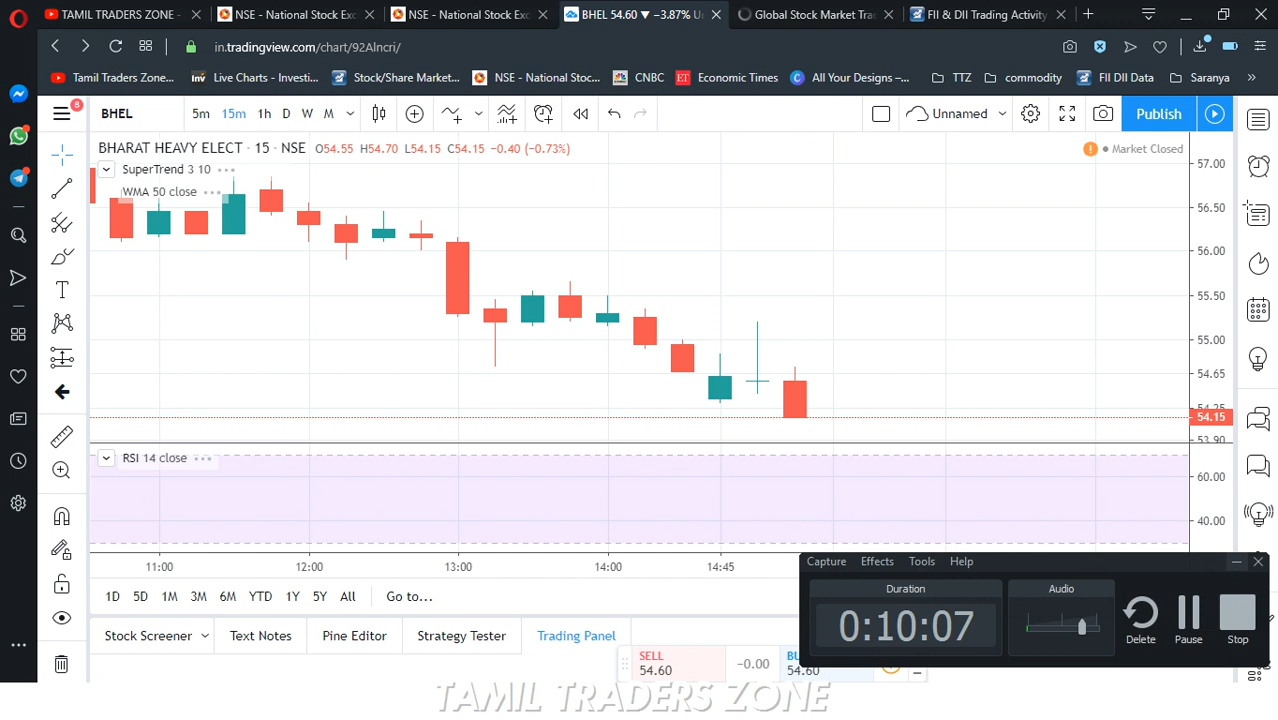 TAMIL TRADERS ZONE -
NSE - National Stock Exc
NSE - National Stock Exc
BHEL 54.60 ▼ −3.87% U
Global Stock Market Trac
FII & DII Trading Activity
in.tradingview.com/chart/92Alncri/
Tamil Traders Zone...
Live Charts - Investi...
Stock/Share Market...
NSE - National Stoc...
CNBC
ET Economic Times
All Your Designs –...
TTZ
commodity
FII DII Data
Saranya
8
BHEL 5m 15m 1h D W M
Unnamed
Publish
BHARAT HEAVY ELECT · 15 · NSE O54.55 H54.70 L54.15 C54.15 −0.40 (−0.73%)
Market Closed
SuperTrend 3 10
WMA 50 close
57.00
56.50
56.00
55.50
55.00
54.65
54.25
54.15
53.90
RSI 14 close
60.00
40.00
11:00 12:00 13:00 14:00 14:45
1D 5D 1M 3M 6M YTD 1Y 5Y All Go to...
Stock Screener Text Notes Pine Editor Strategy Tester Trading Panel
SELL
54.60
−0.00
54.60
Capture Effects Tools Help
Duration
0:10:07
Audio
Delete Pause Stop
TAMIL TRADERS ZONE